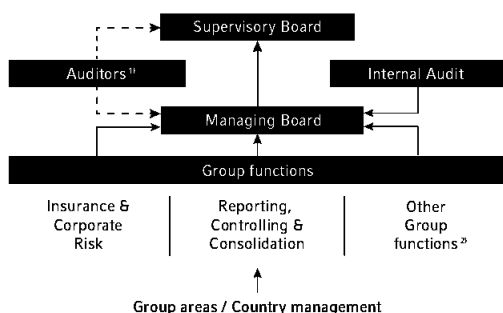 Supervisory Board
Auditors 1)
Internal Audit
Managing Board
Group functions
Insurance &
Corporate
Risk
Reporting,
Controlling &
Consolidation
Other
Group
functions 2)
Group areas / Country management